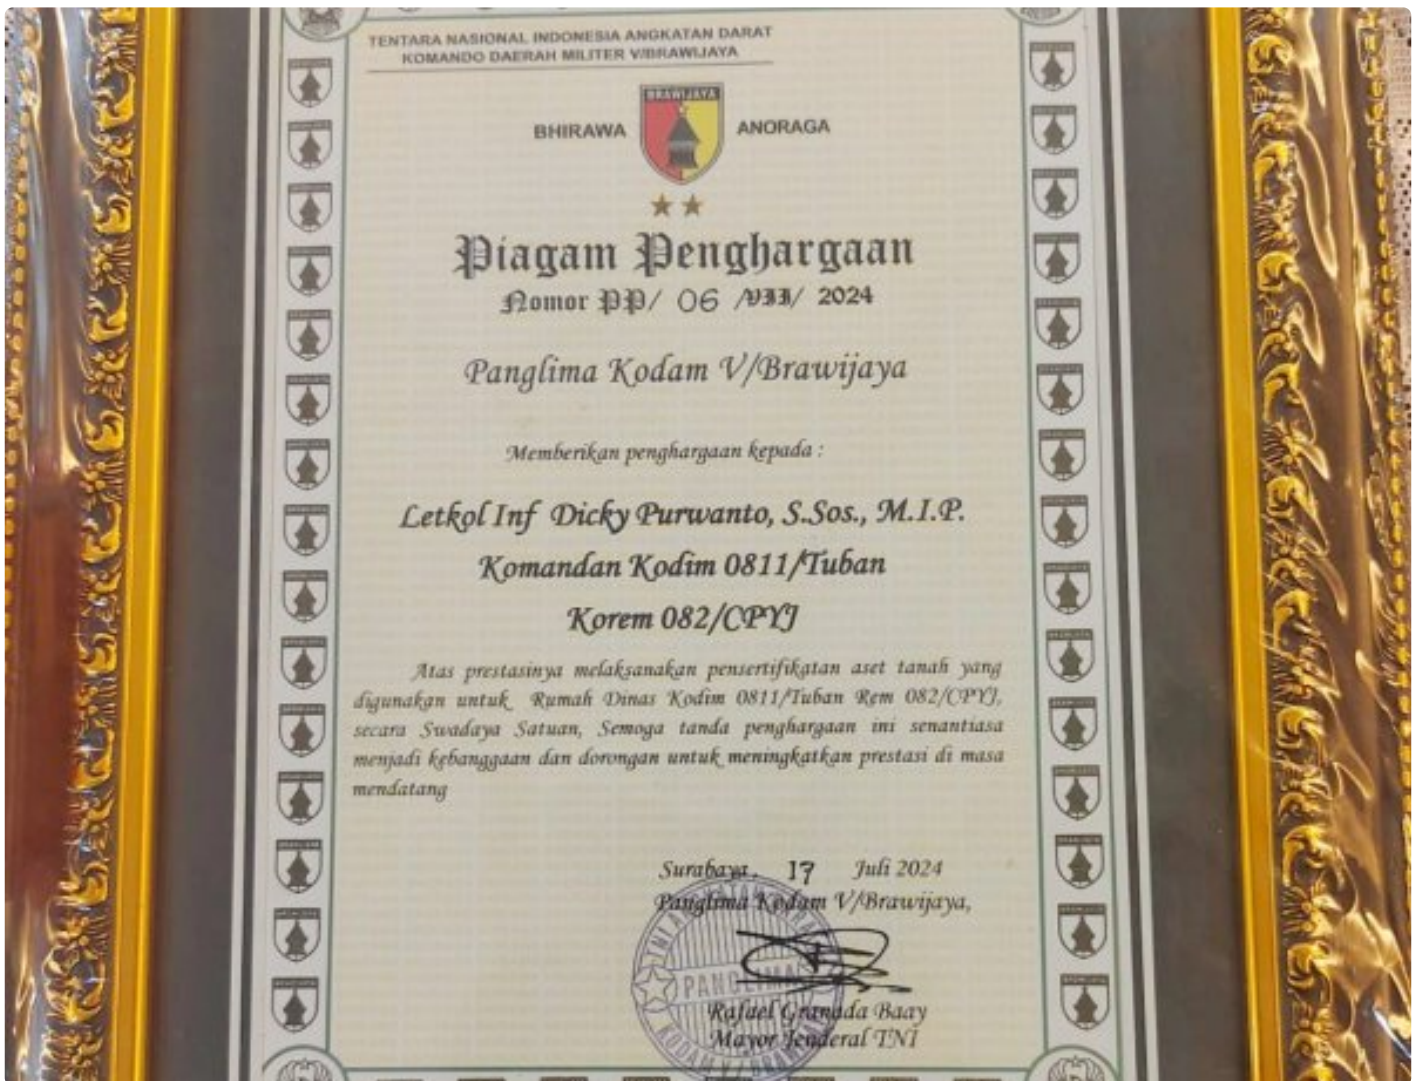 TENTARA NASIONAL INDONESIA ANGKATAN DARAT
KOMANDO DAERAH MILITER V/BRAWIJAYA
BRAWIJAYA
BHIRAWA ANORAGA
Piagam Penghargaan
Nomor PP/ 06 /VII/ 2024
Panglima Kodam V/Brawijaya
Memberikan penghargaan kepada :
Letkol Inf Dicky Purwanto, S.Sos., M.I.P.
Komandan Kodim 0811/Tuban
Korem 082/CPYJ
Atas prestasinya melaksanakan pensertifikatan aset tanah yang
digunakan untuk Rumah Dinas Kodim 0811/Tuban Rem 082/CPYJ,
secara Swadaya Satuan, Semoga tanda penghargaan ini senantiasa
menjadi kebanggaan dan dorongan untuk meningkatkan prestasi di masa
mendatang
Surabaya, 17 Juli 2024
Panglima Kodam V/Brawijaya,
PANGLIMA
Rafael Granada Baay
Mayor Jenderal TNI